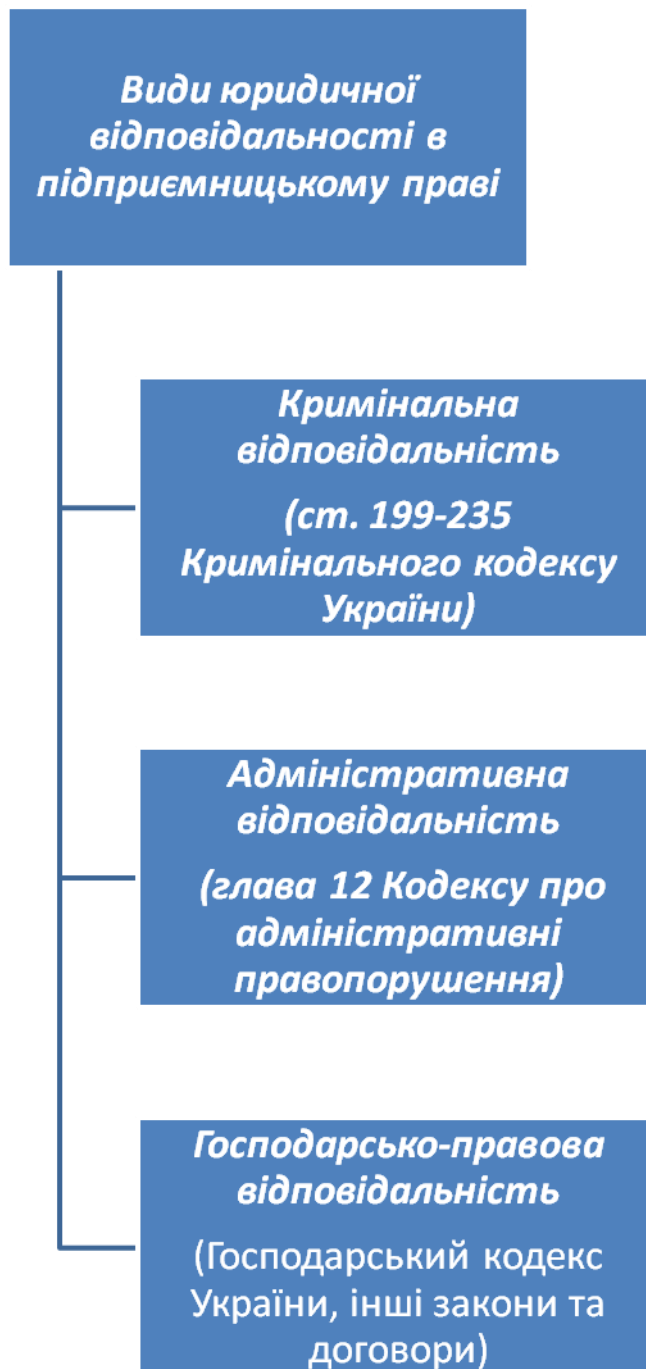 Види юридичної
відповідальності в
підприємницькому праві
Кримінальна
відповідальність
(ст. 199-235
Кримінального кодексу
України)
Адміністративна
відповідальність
(глава 12 Кодексу про
адміністративні
правопорушення)
Господарсько-правова
відповідальність
(Господарський кодекс
України, інші закони та
договори)